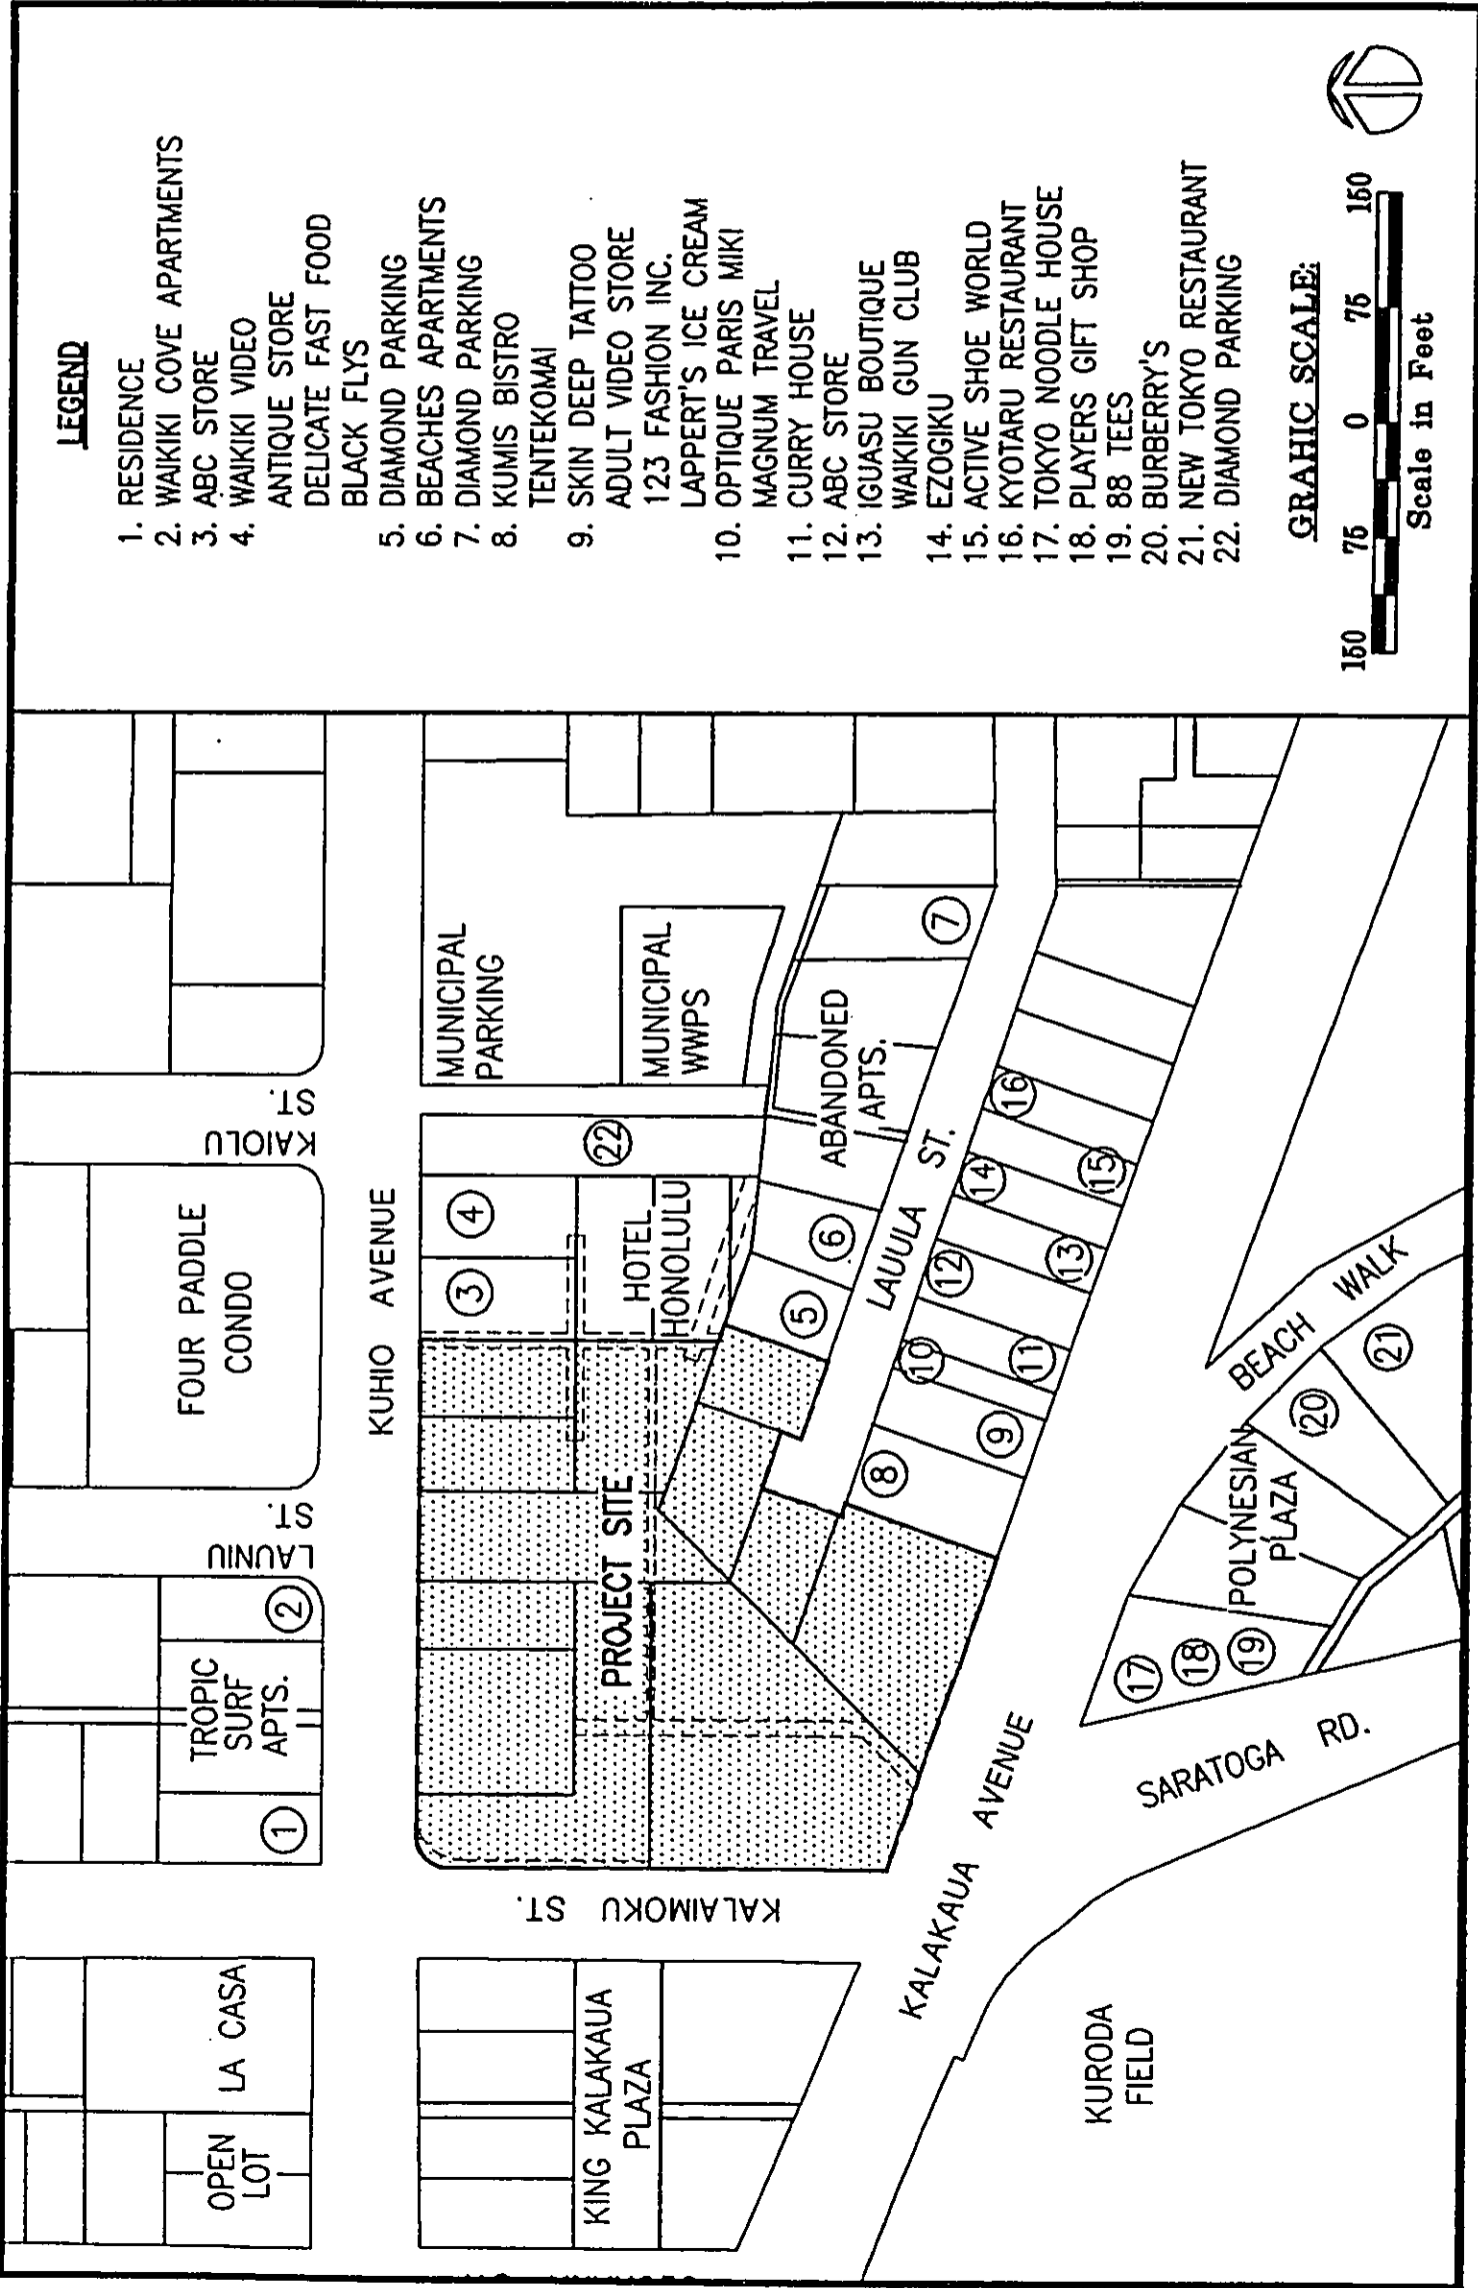 LEGEND
1. RESIDENCE
2. WAIKIKI COVE APARTMENTS
3. ABC STORE
4. WAIKIKI VIDEO
ANTIQUE STORE
DELICATE FAST FOOD
BLACK FLYS
5. DIAMOND PARKING
6. BEACHES APARTMENTS
7. DIAMOND PARKING
8. KUMIS BISTRO
TENTEKOMAI
9. SKIN DEEP TATTOO
ADULT VIDEO STORE
123 FASHION INC.
LAPPERT'S ICE CREAM
10. OPTIQUE PARIS MIKI
MAGNUM TRAVEL
11. CURRY HOUSE
12. ABC STORE
13. IGUASU BOUTIQUE
WAIKIKI GUN CLUB
14. EZOGIKU
15. ACTIVE SHOE WORLD
16. KYOTARU RESTAURANT
17. TOKYO NOODLE HOUSE
18. PLAYERS GIFT SHOP
19. 88 TEES
20. BURBERRY'S
21. NEW TOKYO RESTAURANT
22. DIAMOND PARKING
GRAHIC SCALE:
150 75 0 75 150
Scale in Feet
OPEN
LOT
LA CASA
1
TROPIC
SURF
APTS.
2
LAUNIU
ST.
FOUR PADDLE
CONDO
KAIOLU
ST.
KUHIO AVENUE
KING KALAKAUA
PLAZA
KALAIMOKU ST.
PROJECT SITE
3
4
HOTEL
HONOLULU
22
MUNICIPAL
PARKING
MUNICIPAL
WWPS
5
6
ABANDONED
APTS.
7
LAUULA ST.
8
9
10
11
12
13
14
15
16
KALAKAUA AVENUE
KURODA
FIELD
SARATOGA RD.
17
18
19
POLYNESIAN
PLAZA
20
21
BEACH WALK